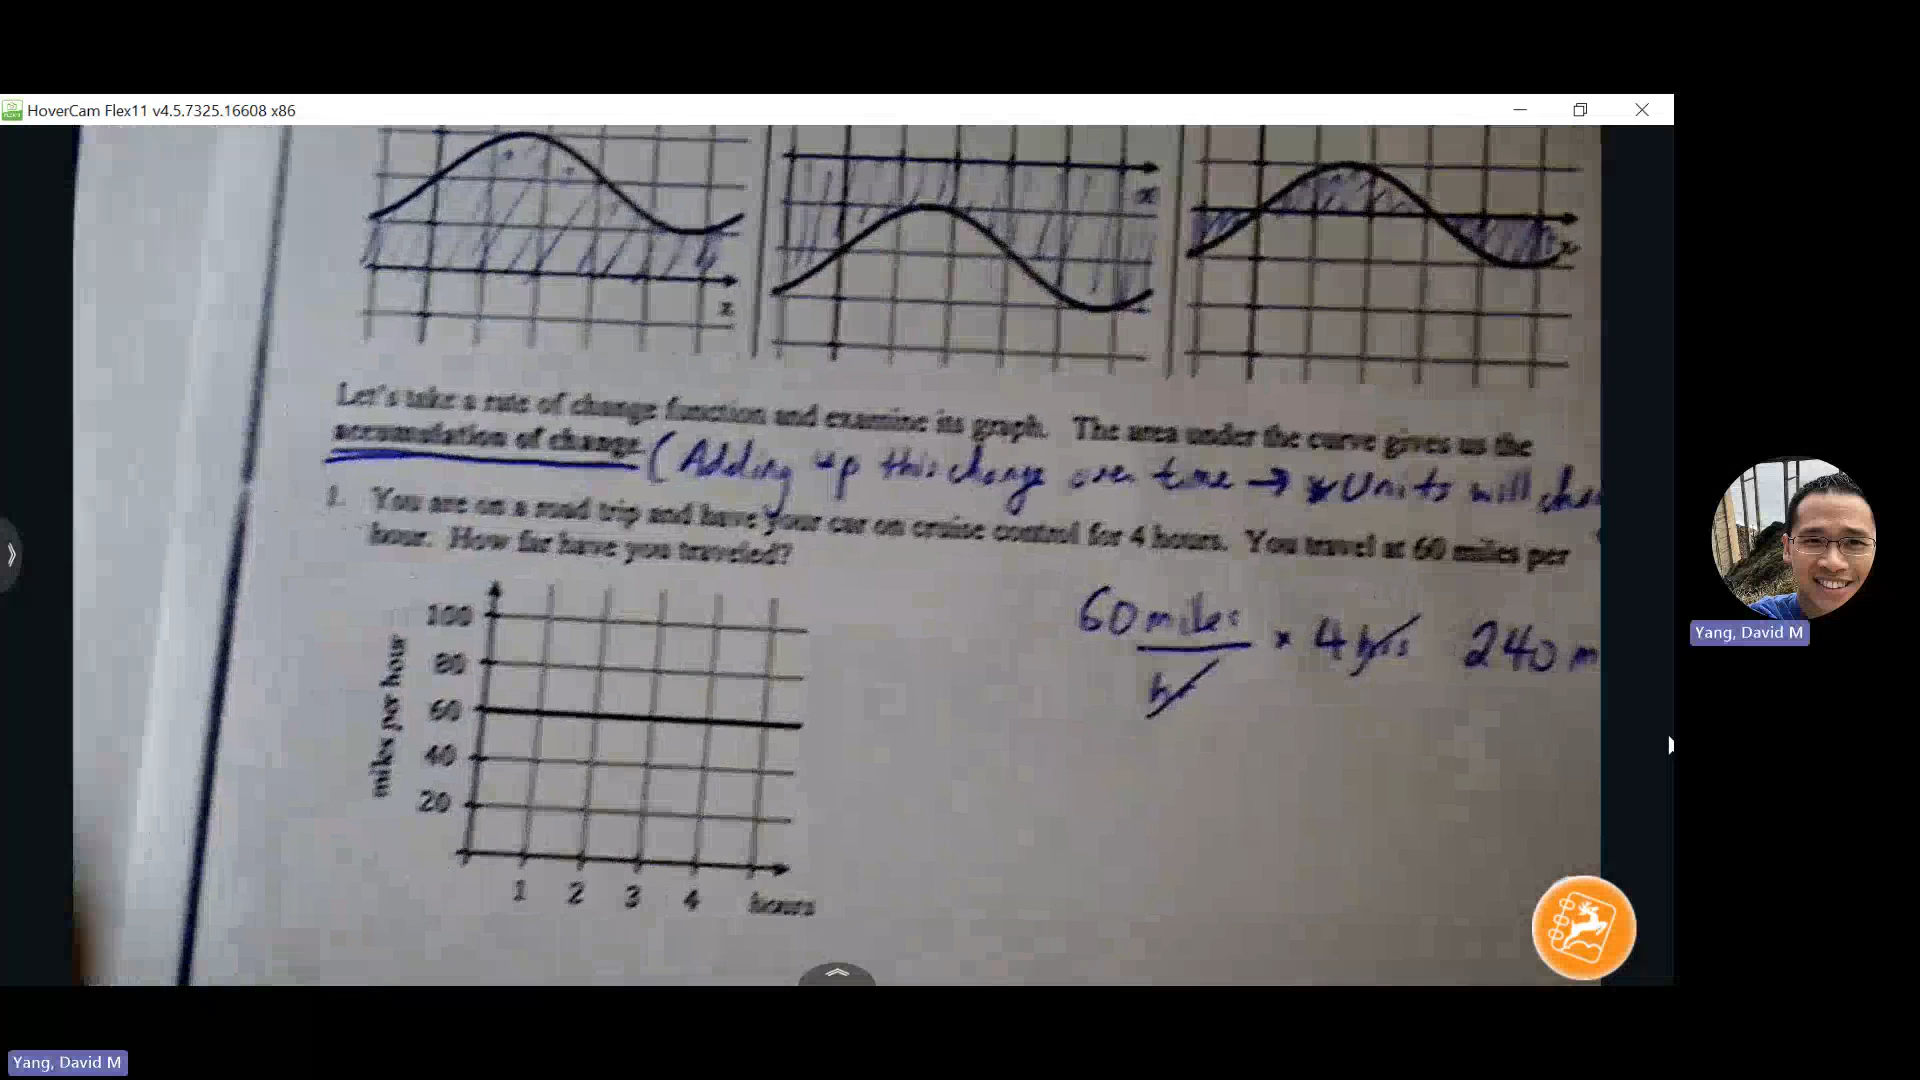 HoverCam Flex11 v4.5.7325.16608 x86
x
x
x
Let's take a rate of change function and examine its graph. The area under the curve gives us the
accumulation of change. (Adding up this change over time → *Units will cha
1. You are on a road trip and have your car on cruise control for 4 hours. You travel at 60 miles per
hour. How far have you traveled?
60 miles × 4 hrs 240 m
h
100
80
60
40
20
miles per hour
1 2 3 4 hours
Yang, David M
Yang, David M